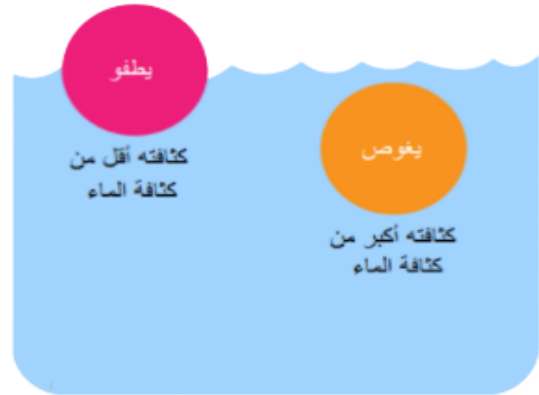 يطفو
كثافته أقل من
كثافة الماء
يغوص
كثافته أكبر من
كثافة الماء